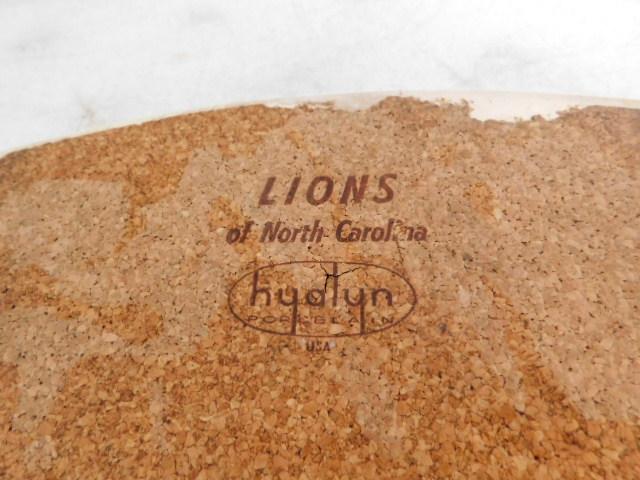 LIONS
of North Carolina
hyalyn
PORCELAIN
USA